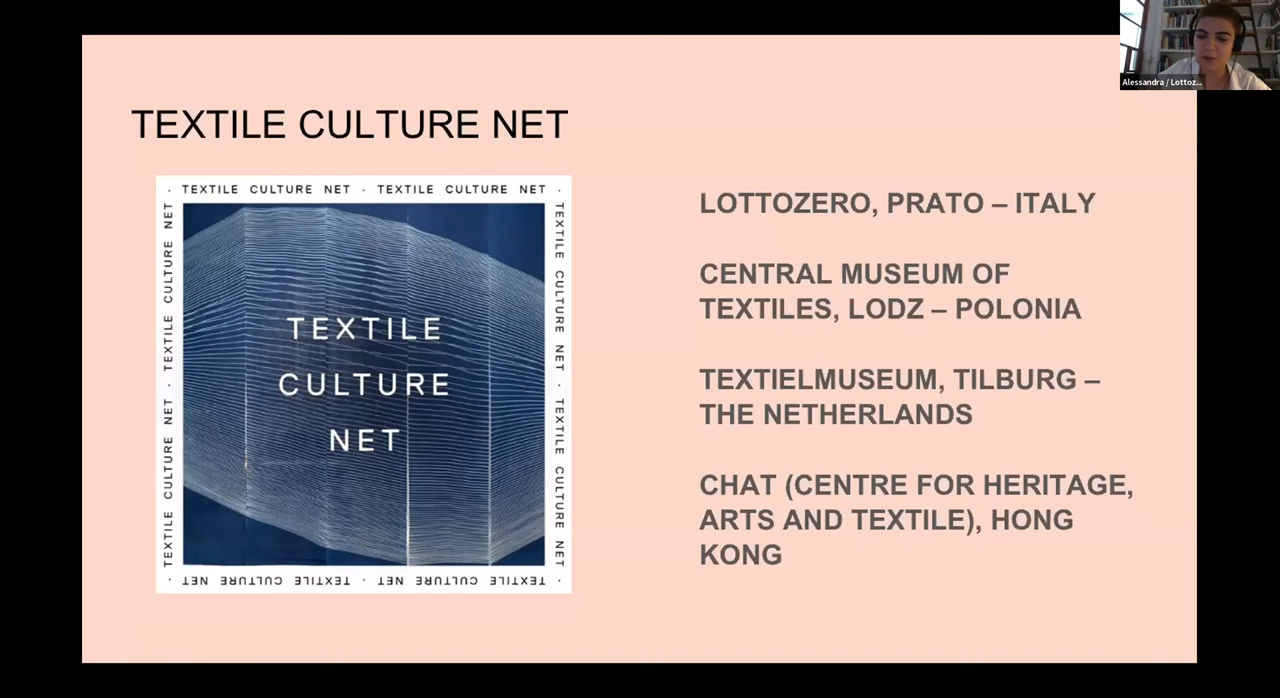 Alessandra / Lottoz...
TEXTILE CULTURE NET
· TEXTILE CULTURE NET · TEXTILE CULTURE NET ·
TEXTILE CULTURE NET · TEXTILE CULTURE NET
TEXTILE
CULTURE
NET
TEXTILE CULTURE NET · TEXTILE CULTURE NET
· TEXTILE CULTURE NET · TEXTILE CULTURE NET ·
LOTTOZERO, PRATO – ITALY
CENTRAL MUSEUM OF
TEXTILES, LODZ – POLONIA
TEXTIELMUSEUM, TILBURG –
THE NETHERLANDS
CHAT (CENTRE FOR HERITAGE,
ARTS AND TEXTILE), HONG
KONG